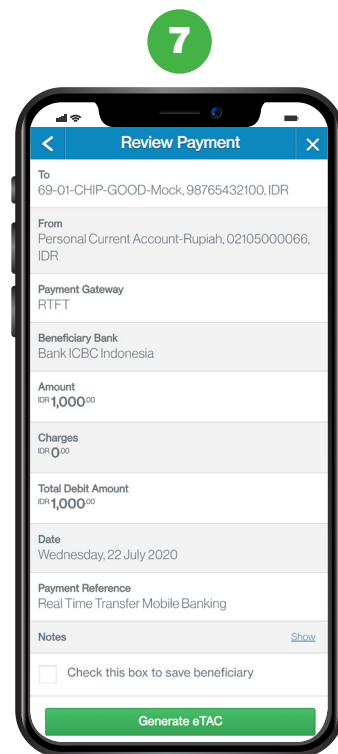 7
Review Payment
To
69-01-CHIP-GOOD-Mock, 98765432100, IDR
From
Personal Current Account-Rupiah, 02105000066,
IDR
Payment Gateway
RTFT
Beneficiary Bank
Bank ICBC Indonesia
Amount
IDR 1,000.00
Charges
IDR 0.00
Total Debit Amount
IDR 1,000.00
Date
Wednesday, 22 July 2020
Payment Reference
Real Time Transfer Mobile Banking
Notes Show
Check this box to save beneficiary
Generate eTAC